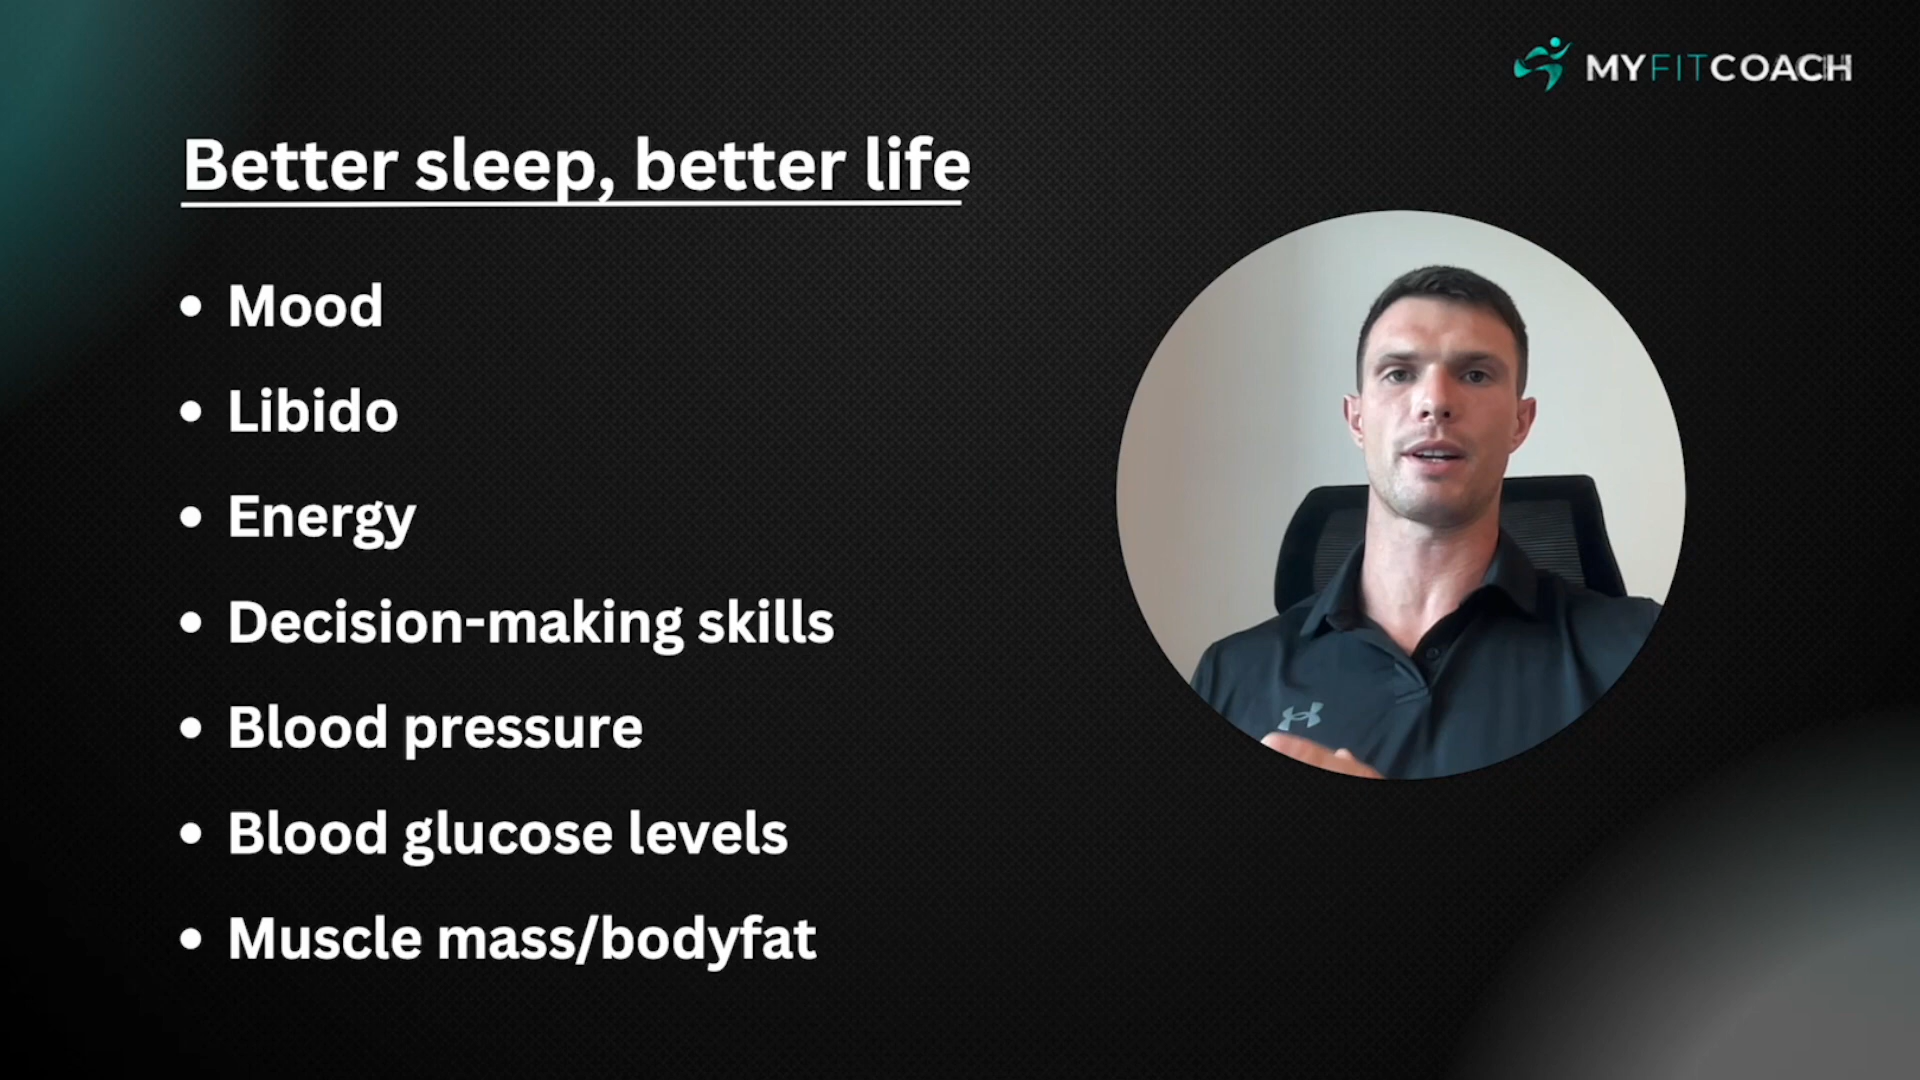 MYFITCOACH
Better sleep, better life
• Mood
• Libido
• Energy
• Decision-making skills
• Blood pressure
• Blood glucose levels
• Muscle mass/bodyfat